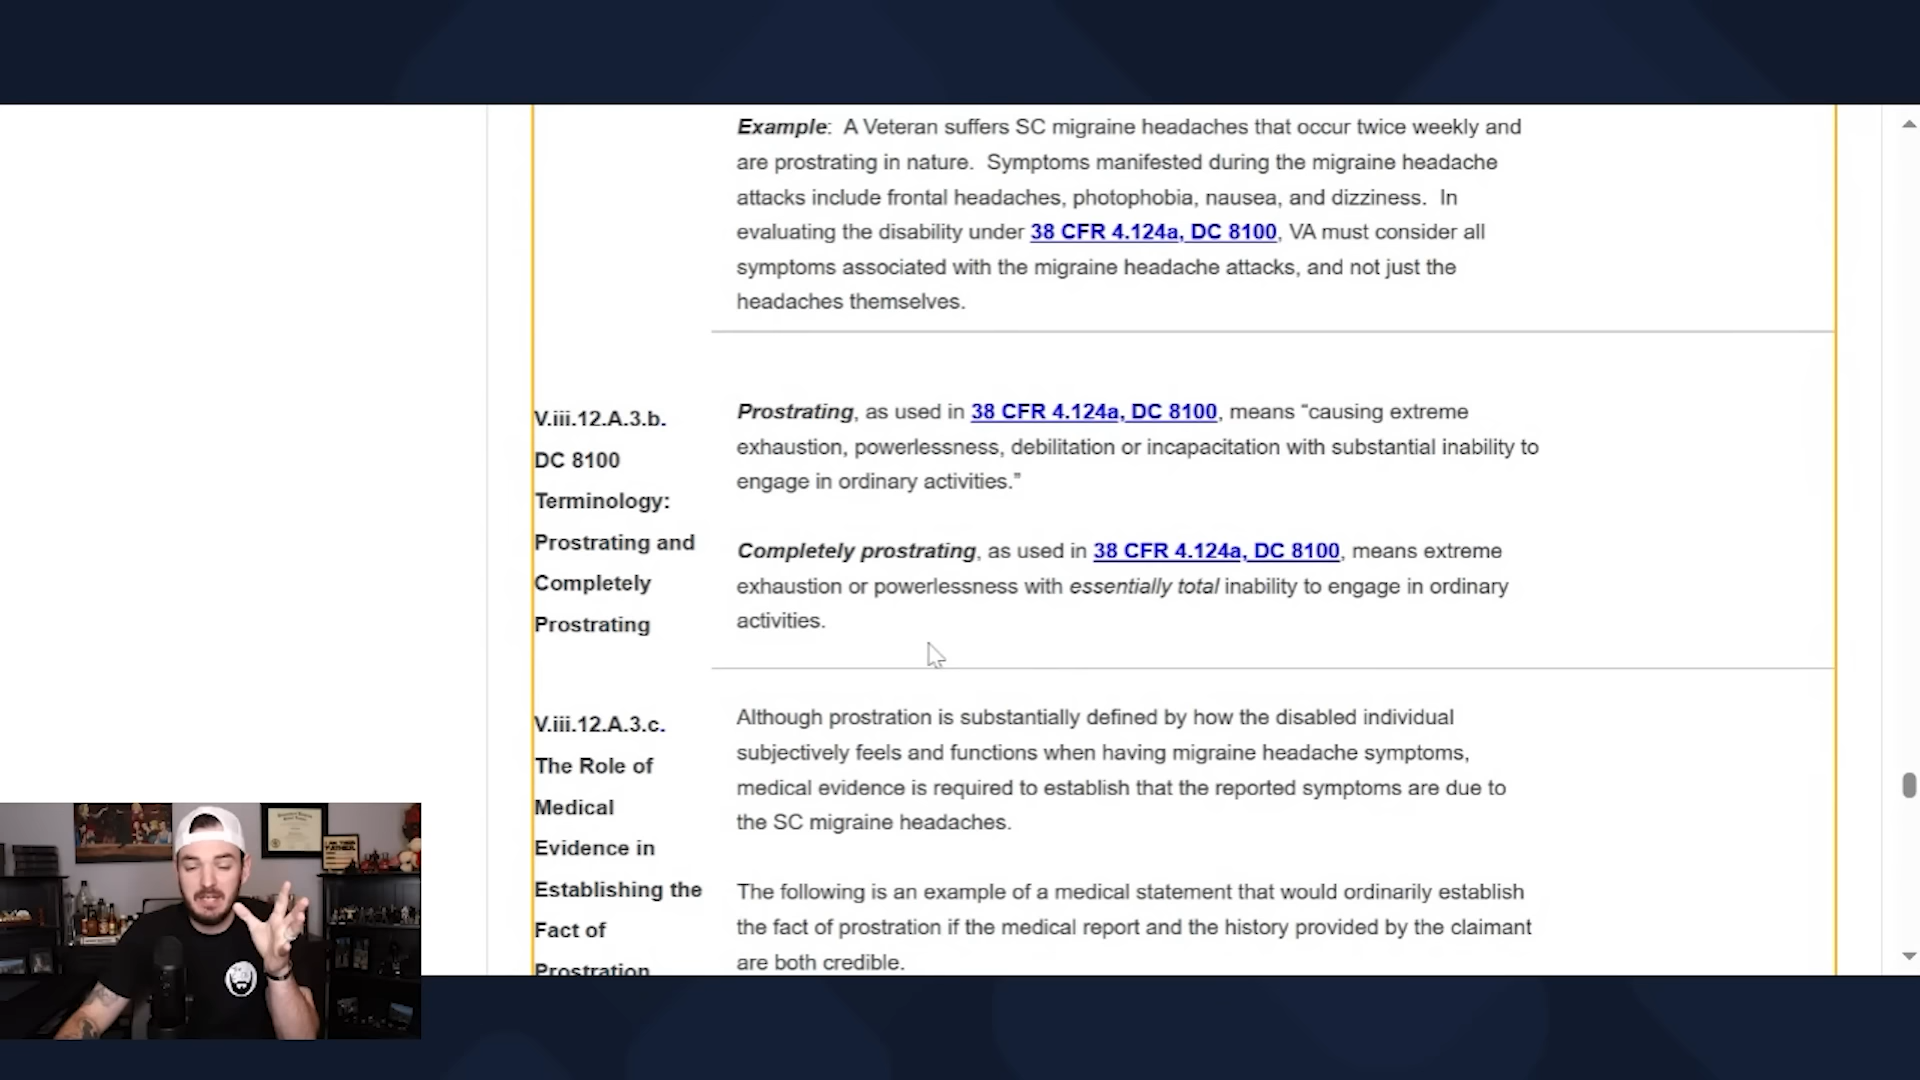 Example:  A Veteran suffers SC migraine headaches that occur twice weekly and
are prostrating in nature.  Symptoms manifested during the migraine headache
attacks include frontal headaches, photophobia, nausea, and dizziness.  In
evaluating the disability under 38 CFR 4.124a, DC 8100, VA must consider all
symptoms associated with the migraine headache attacks, and not just the
headaches themselves.
V.iii.12.A.3.b.
DC 8100
Terminology:
Prostrating and
Completely
Prostrating
Prostrating, as used in 38 CFR 4.124a, DC 8100, means “causing extreme
exhaustion, powerlessness, debilitation or incapacitation with substantial inability to
engage in ordinary activities.”
Completely prostrating, as used in 38 CFR 4.124a, DC 8100, means extreme
exhaustion or powerlessness with essentially total inability to engage in ordinary
activities.
V.iii.12.A.3.c.
The Role of
Medical
Evidence in
Establishing the
Fact of
Prostration
Although prostration is substantially defined by how the disabled individual
subjectively feels and functions when having migraine headache symptoms,
medical evidence is required to establish that the reported symptoms are due to
the SC migraine headaches.
The following is an example of a medical statement that would ordinarily establish
the fact of prostration if the medical report and the history provided by the claimant
are both credible.